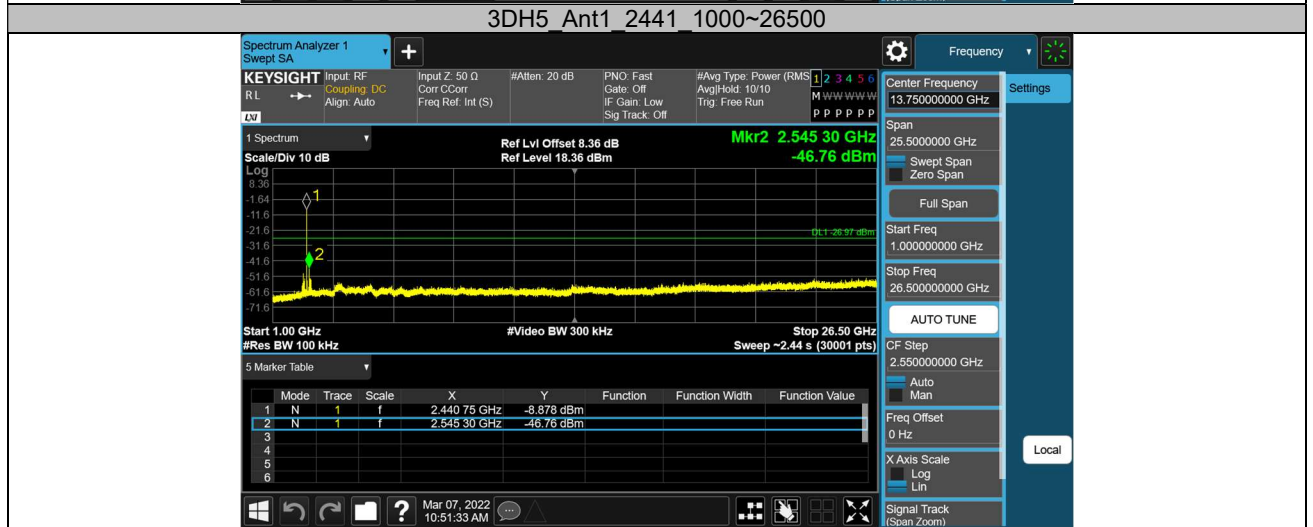 3DH5_Ant1_2441_1000~26500
Spectrum Analyzer 1
Swept SA
+
Frequency
KEYSIGHT
RL
LXI
Input: RF
Coupling: DC
Align: Auto
Input Z: 50 Ω
Corr CCorr
Freq Ref: Int (S)
#Atten: 20 dB
PNO: Fast
Gate: Off
IF Gain: Low
Sig Track: Off
#Avg Type: Power (RMS
Avg|Hold: 10/10
Trig: Free Run
1 2 3 4 5 6
M W W W W W
P P P P P P
1 Spectrum
Scale/Div 10 dB
Ref Lvl Offset 8.36 dB
Ref Level 18.36 dBm
Mkr2 2.545 30 GHz
-46.76 dBm
Log
8.36
-1.64
-11.6
-21.6
-31.6
-41.6
-51.6
-61.6
-71.6
1
2
DL1 -26.97 dBm
Start 1.00 GHz
#Res BW 100 kHz
#Video BW 300 kHz
Stop 26.50 GHz
Sweep ~2.44 s (30001 pts)
5 Marker Table
Mode Trace Scale X Y Function Function Width Function Value
1 N 1 f 2.440 75 GHz -8.878 dBm
2 N 1 f 2.545 30 GHz -46.76 dBm
3
4
5
6
Center Frequency
13.750000000 GHz
Span
25.5000000 GHz
Swept Span
Zero Span
Full Span
Start Freq
1.000000000 GHz
Stop Freq
26.500000000 GHz
AUTO TUNE
CF Step
2.550000000 GHz
Auto
Man
Freq Offset
0 Hz
X Axis Scale
Log
Lin
Signal Track
(Span Zoom)
Settings
Local
?
Mar 07, 2022
10:51:33 AM